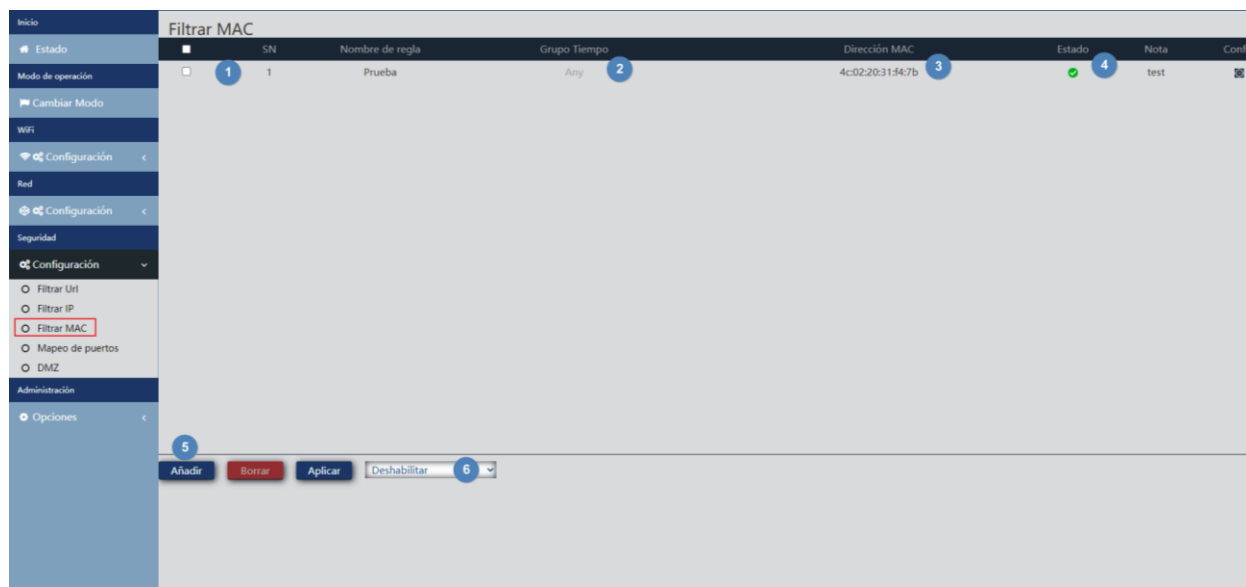 Inicio
Estado
Modo de operación
Cambiar Modo
WiFi
Configuración
Red
Configuración
Seguridad
Configuración
Filtrar Url
Filtrar IP
Filtrar MAC
Mapeo de puertos
DMZ
Administración
Opciones
Filtrar MAC
SN Nombre de regla Grupo Tiempo Dirección MAC Estado Nota Conf
1 1 Prueba Any 2 4c:02:20:31:f4:7b 3 4 test
5
Añadir Borrar Aplicar Deshabilitar 6